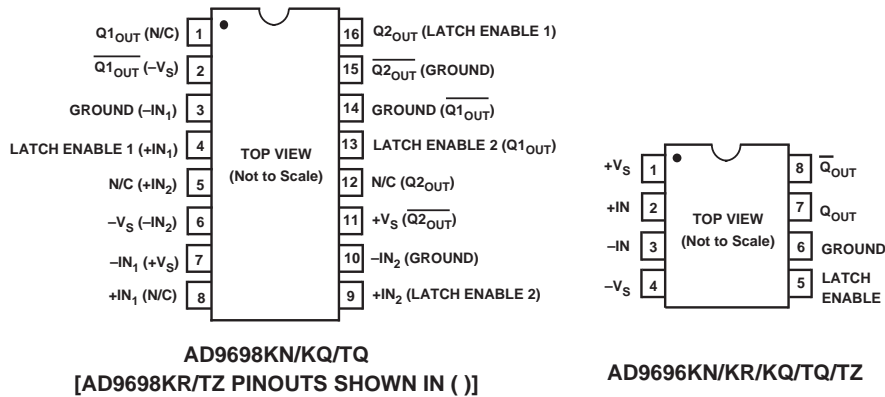 Q1OUT (N/C) 1
Q1OUT (–VS) 2
GROUND (–IN1) 3
LATCH ENABLE 1 (+IN1) 4
N/C (+IN2) 5
–VS (–IN2) 6
–IN1 (+VS) 7
+IN1 (N/C) 8
TOP VIEW
(Not to Scale)
16 Q2OUT (LATCH ENABLE 1)
15 Q2OUT (GROUND)
14 GROUND (Q1OUT)
13 LATCH ENABLE 2 (Q1OUT)
12 N/C (Q2OUT)
11 +VS (Q2OUT)
10 –IN2 (GROUND)
9 +IN2 (LATCH ENABLE 2)
AD9698KN/KQ/TQ
[AD9698KR/TZ PINOUTS SHOWN IN ( )]
+VS 1
+IN 2
–IN 3
–VS 4
TOP VIEW
(Not to Scale)
8 QOUT
7 QOUT
6 GROUND
5 LATCH
ENABLE
AD9696KN/KR/KQ/TQ/TZ